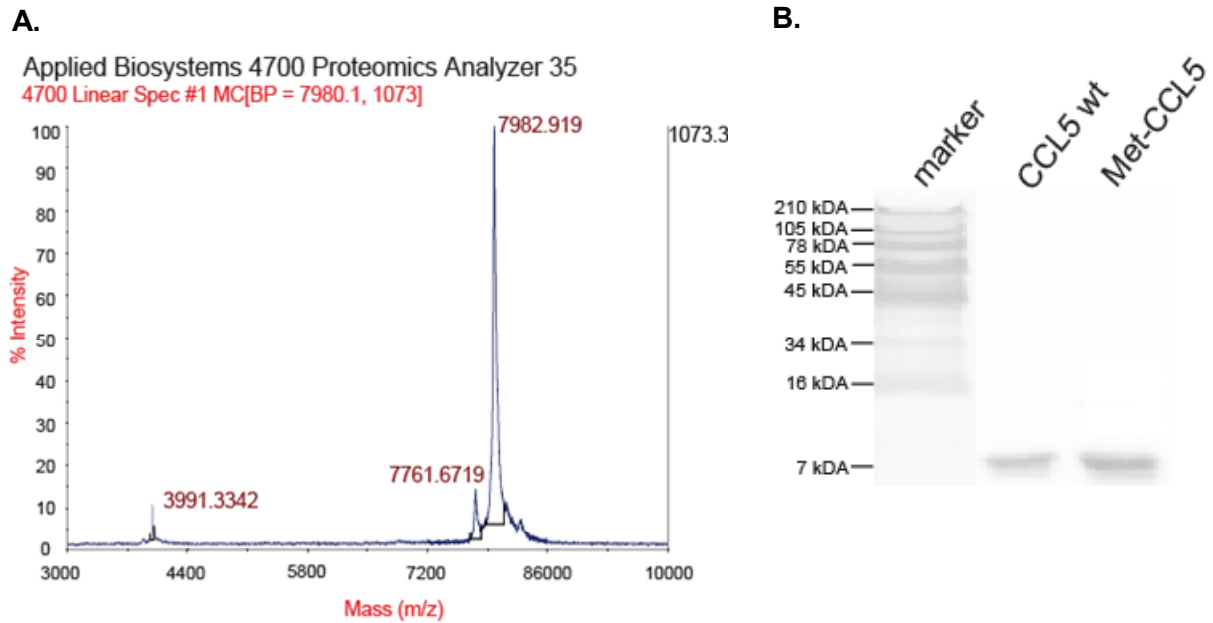 A.
Applied Biosystems 4700 Proteomics Analyzer 35
4700 Linear Spec #1 MC[BP = 7980.1, 1073]
% Intensity
100
90
80
70
60
50
40
30
20
10
0
7982.919
1073.3
7761.6719
3991.3342
3000 4400 5800 7200 86000 10000
Mass (m/z)
B.
marker
CCL5 wt
Met-CCL5
210 kDA
105 kDA
78 kDA
55 kDA
45 kDA
34 kDA
16 kDA
7 kDA